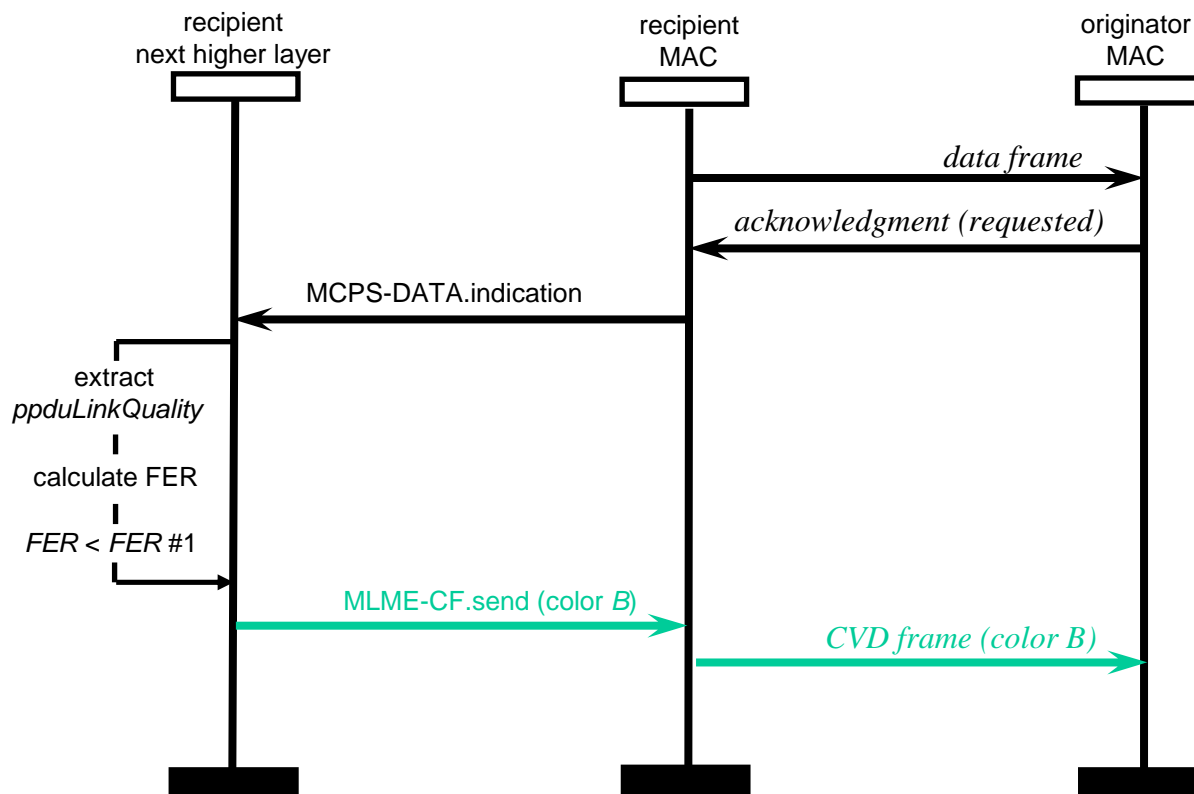 recipient
next higher layer
recipient
MAC
originator
MAC
data frame
acknowledgment (requested)
MCPS-DATA.indication
extract
ppduLinkQuality
calculate FER
FER < FER #1
MLME-CF.send (color B)
CVD frame (color B)